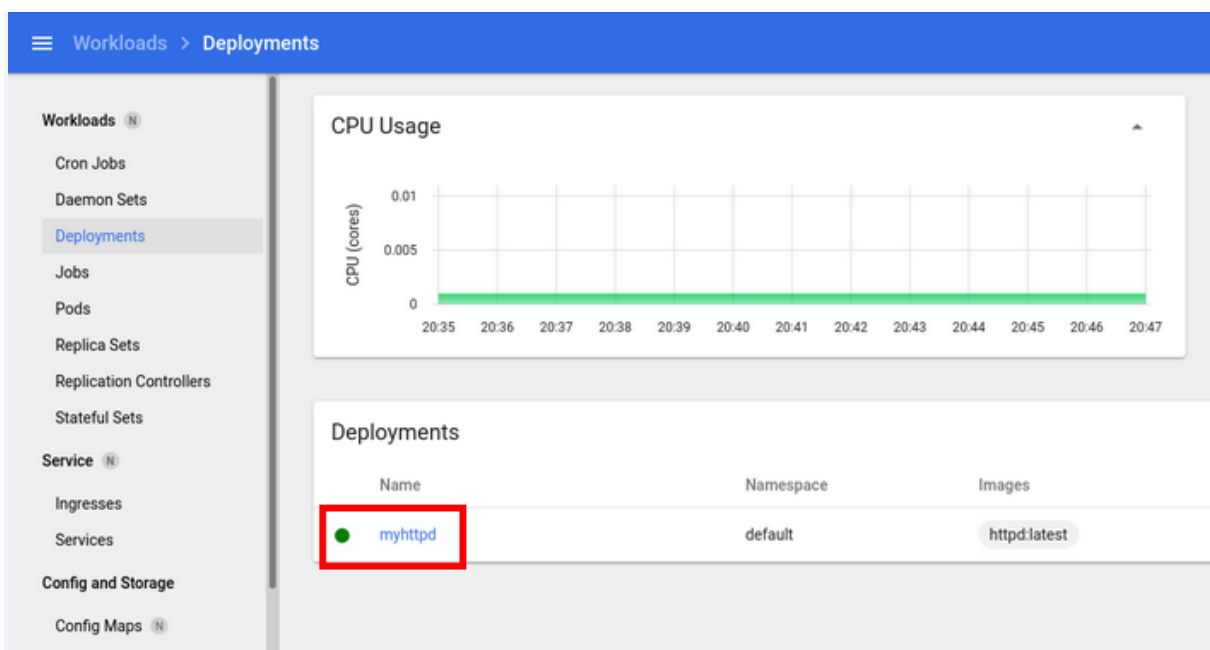 Workloads > Deployments
Workloads N
Cron Jobs
Daemon Sets
Deployments
Jobs
Pods
Replica Sets
Replication Controllers
Stateful Sets
Service N
Ingresses
Services
Config and Storage
Config Maps N
CPU Usage
CPU (cores)
0.01
0.005
0
20:35 20:36 20:37 20:38 20:39 20:40 20:41 20:42 20:43 20:44 20:45 20:46 20:47
Deployments
Name Namespace Images
myhttpd default httpd:latest